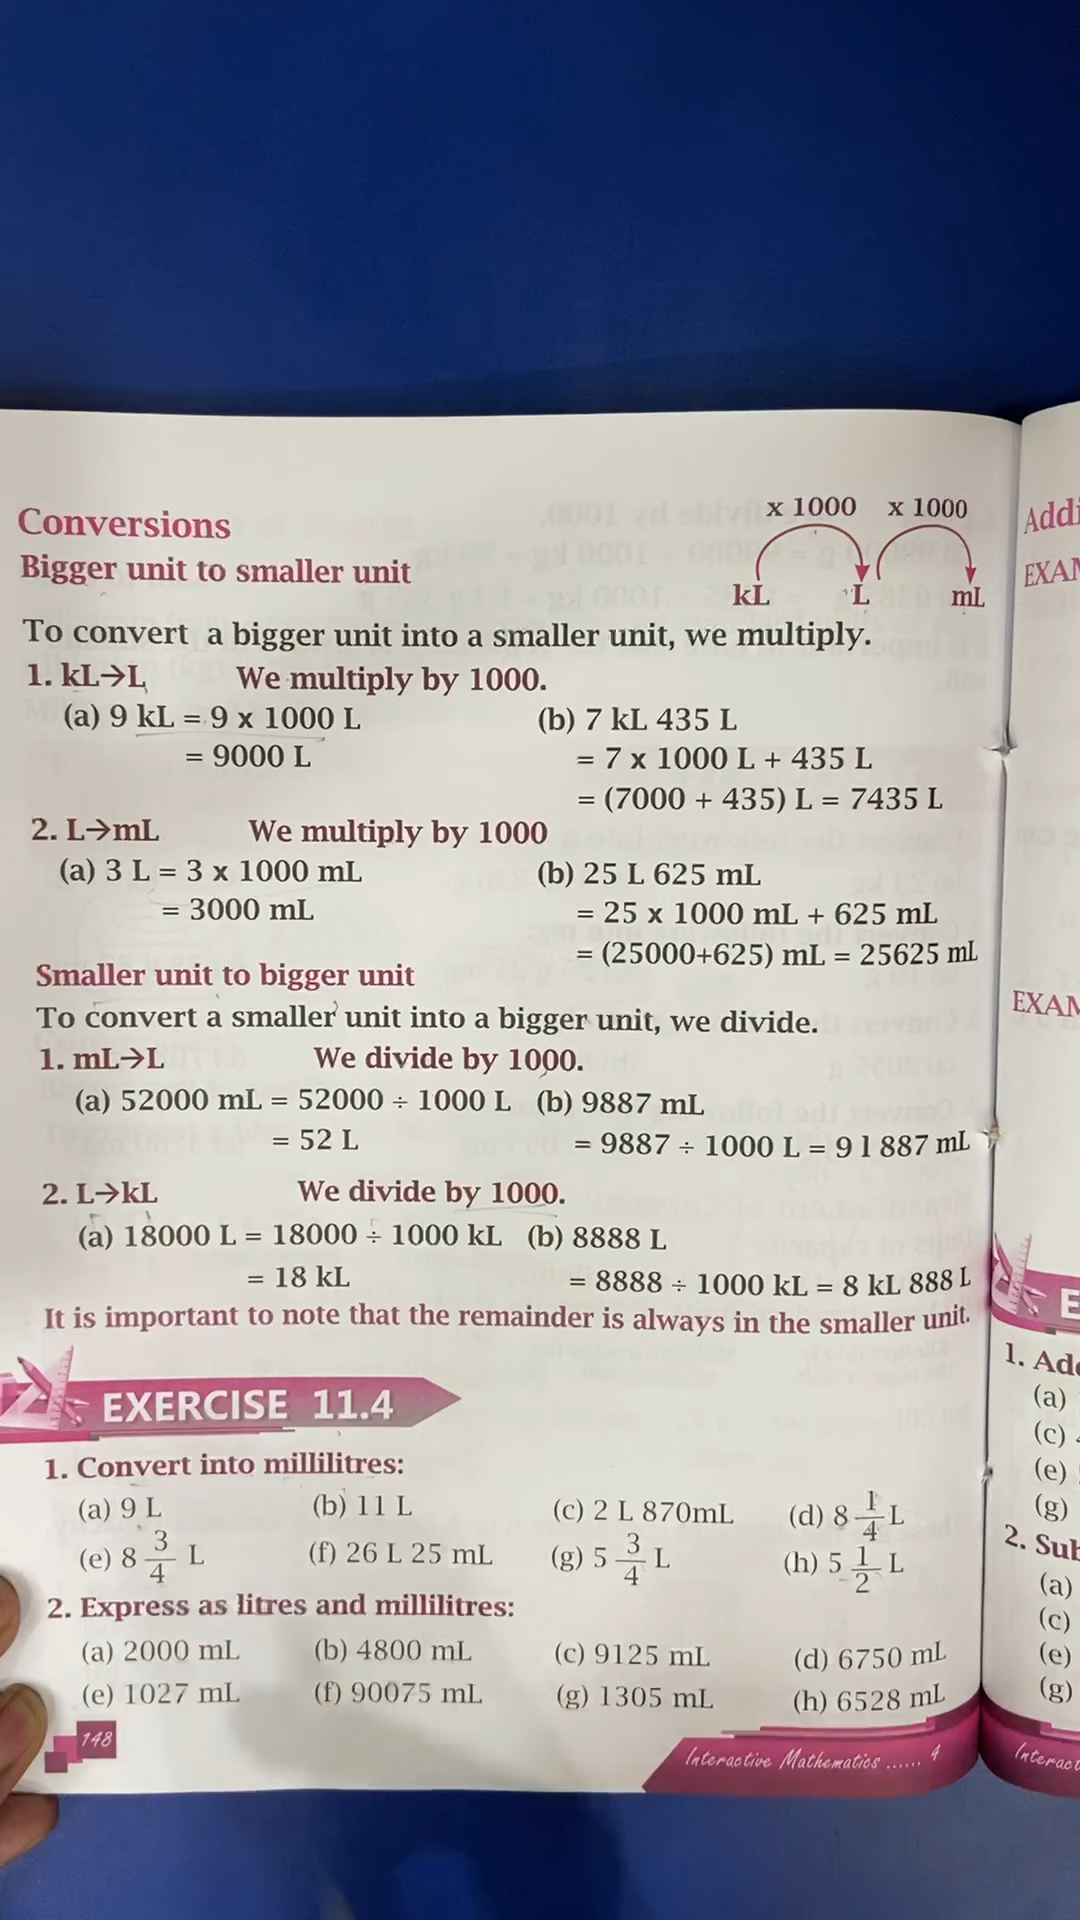 Conversions
Bigger unit to smaller unit
x 1000 x 1000
kL L mL
To convert a bigger unit into a smaller unit, we multiply.
1. kL→L We multiply by 1000.
(a) 9 kL = 9 x 1000 L (b) 7 kL 435 L
= 9000 L = 7 x 1000 L + 435 L
= (7000 + 435) L = 7435 L
2. L→mL We multiply by 1000
(a) 3 L = 3 x 1000 mL (b) 25 L 625 mL
= 3000 mL = 25 x 1000 mL + 625 mL
= (25000+625) mL = 25625 mL
Smaller unit to bigger unit
To convert a smaller unit into a bigger unit, we divide.
1. mL→L We divide by 1000.
(a) 52000 mL = 52000 ÷ 1000 L (b) 9887 mL
= 52 L = 9887 ÷ 1000 L = 9 l 887 mL
2. L→kL We divide by 1000.
(a) 18000 L = 18000 ÷ 1000 kL (b) 8888 L
= 18 kL = 8888 ÷ 1000 kL = 8 kL 888 L
It is important to note that the remainder is always in the smaller unit.
EXERCISE 11.4
1. Convert into millilitres:
(a) 9 L (b) 11 L (c) 2 L 870mL (d) 8 1/4 L
(e) 8 3/4 L (f) 26 L 25 mL (g) 5 3/4 L (h) 5 1/2 L
2. Express as litres and millilitres:
(a) 2000 mL (b) 4800 mL (c) 9125 mL (d) 6750 mL
(e) 1027 mL (f) 90075 mL (g) 1305 mL (h) 6528 mL
148
Interactive Mathematics ...... 4
1.
(a)
(c)
(e)
(g)
2.
(a)
(c)
(e)
(g)